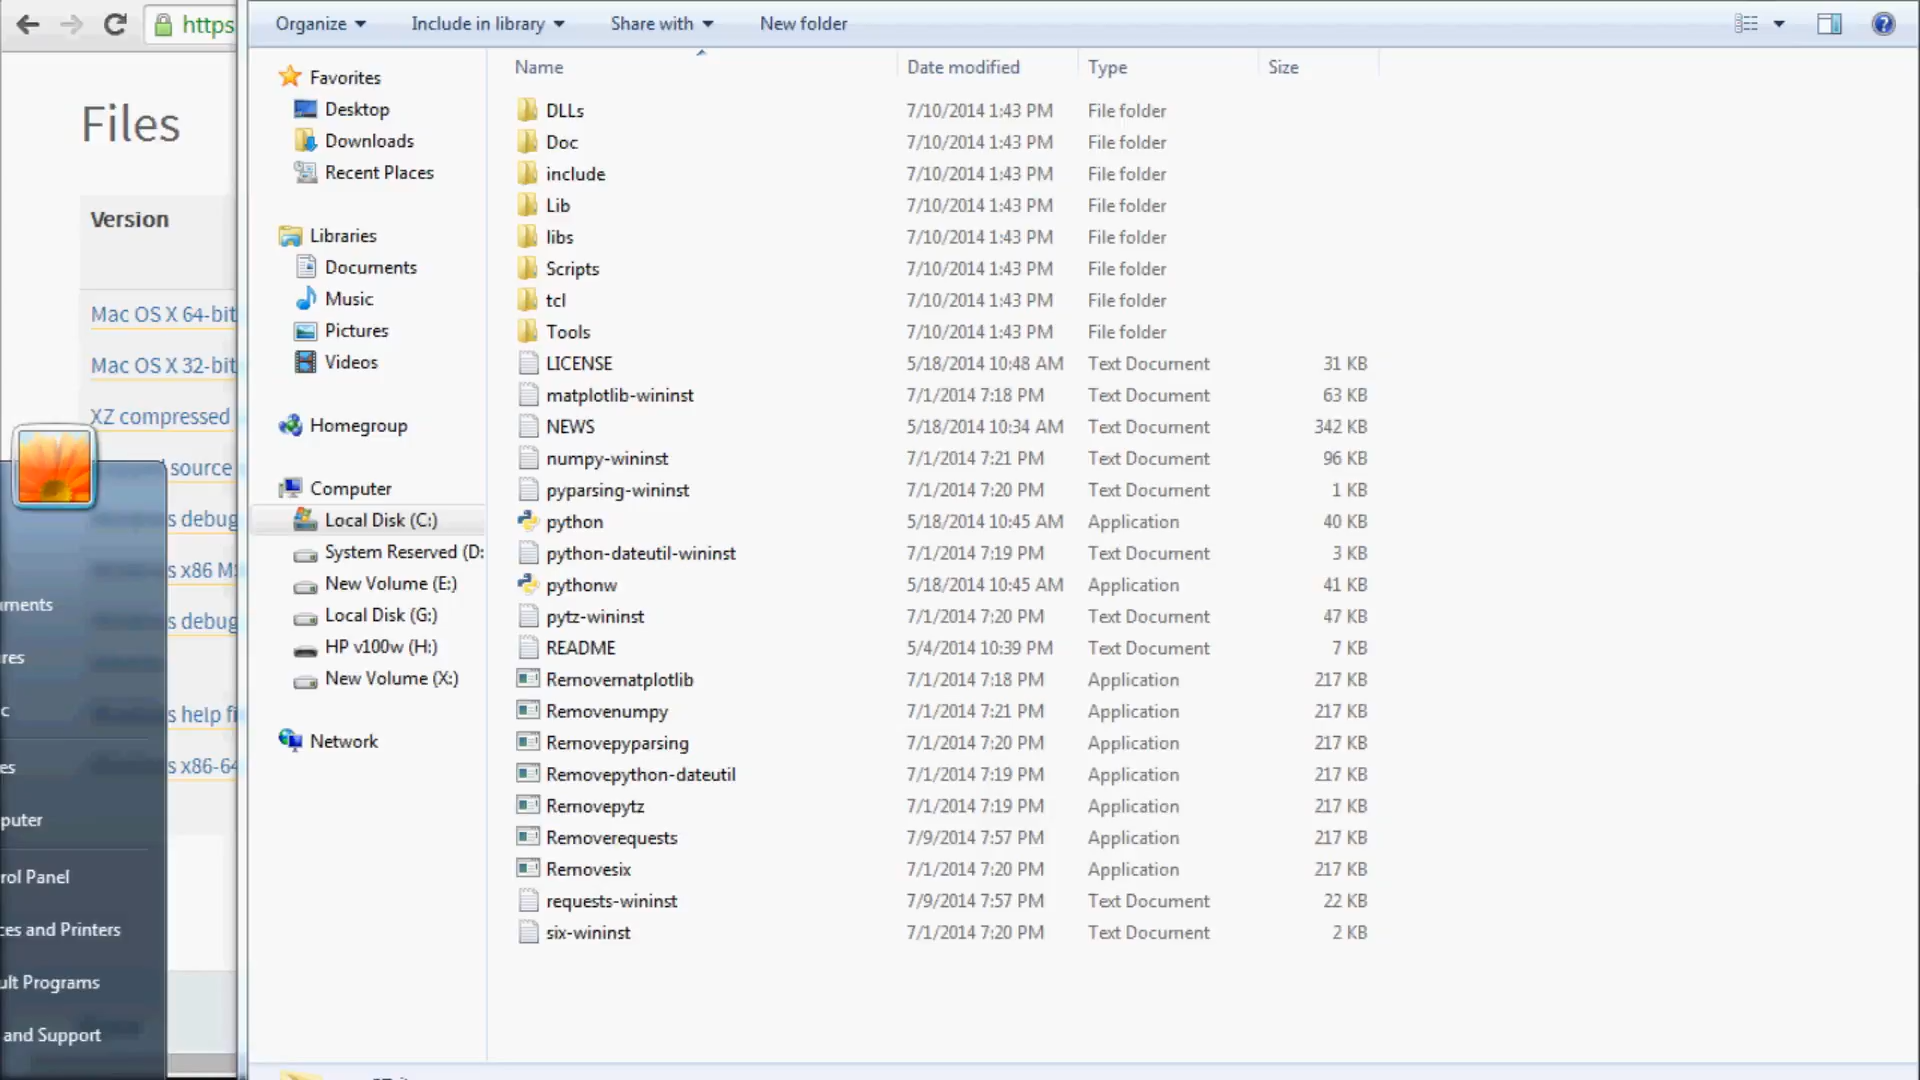 https
Organize
Include in library
Share with
New folder
Files
Version
Mac OS X 64-bit
Mac OS X 32-bit
XZ compressed
source
debug
x86
debug
help
x86-64
Documents
Control Panel
and Printers
Programs
and Support
Favorites
Desktop
Downloads
Recent Places
Libraries
Documents
Music
Pictures
Videos
Homegroup
Computer
Local Disk (C:)
System Reserved (D:
New Volume (E:)
Local Disk (G:)
HP v100w (H:)
New Volume (X:)
Network
Name Date modified Type Size
DLLs 7/10/2014 1:43 PM File folder
Doc 7/10/2014 1:43 PM File folder
include 7/10/2014 1:43 PM File folder
Lib 7/10/2014 1:43 PM File folder
libs 7/10/2014 1:43 PM File folder
Scripts 7/10/2014 1:43 PM File folder
tcl 7/10/2014 1:43 PM File folder
Tools 7/10/2014 1:43 PM File folder
LICENSE 5/18/2014 10:48 AM Text Document 31 KB
matplotlib-wininst 7/1/2014 7:18 PM Text Document 63 KB
NEWS 5/18/2014 10:34 AM Text Document 342 KB
numpy-wininst 7/1/2014 7:21 PM Text Document 96 KB
pyparsing-wininst 7/1/2014 7:20 PM Text Document 1 KB
python 5/18/2014 10:45 AM Application 40 KB
python-dateutil-wininst 7/1/2014 7:19 PM Text Document 3 KB
pythonw 5/18/2014 10:45 AM Application 41 KB
pytz-wininst 7/1/2014 7:20 PM Text Document 47 KB
README 5/4/2014 10:39 PM Text Document 7 KB
Removematplotlib 7/1/2014 7:18 PM Application 217 KB
Removenumpy 7/1/2014 7:21 PM Application 217 KB
Removepyparsing 7/1/2014 7:20 PM Application 217 KB
Removepython-dateutil 7/1/2014 7:19 PM Application 217 KB
Removepytz 7/1/2014 7:19 PM Application 217 KB
Removerequests 7/9/2014 7:57 PM Application 217 KB
Removesix 7/1/2014 7:20 PM Application 217 KB
requests-wininst 7/9/2014 7:57 PM Text Document 22 KB
six-wininst 7/1/2014 7:20 PM Text Document 2 KB